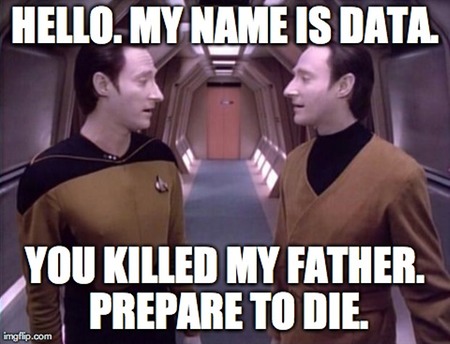 HELLO. MY NAME IS DATA.
YOU KILLED MY FATHER.
PREPARE TO DIE.
imgflip.com